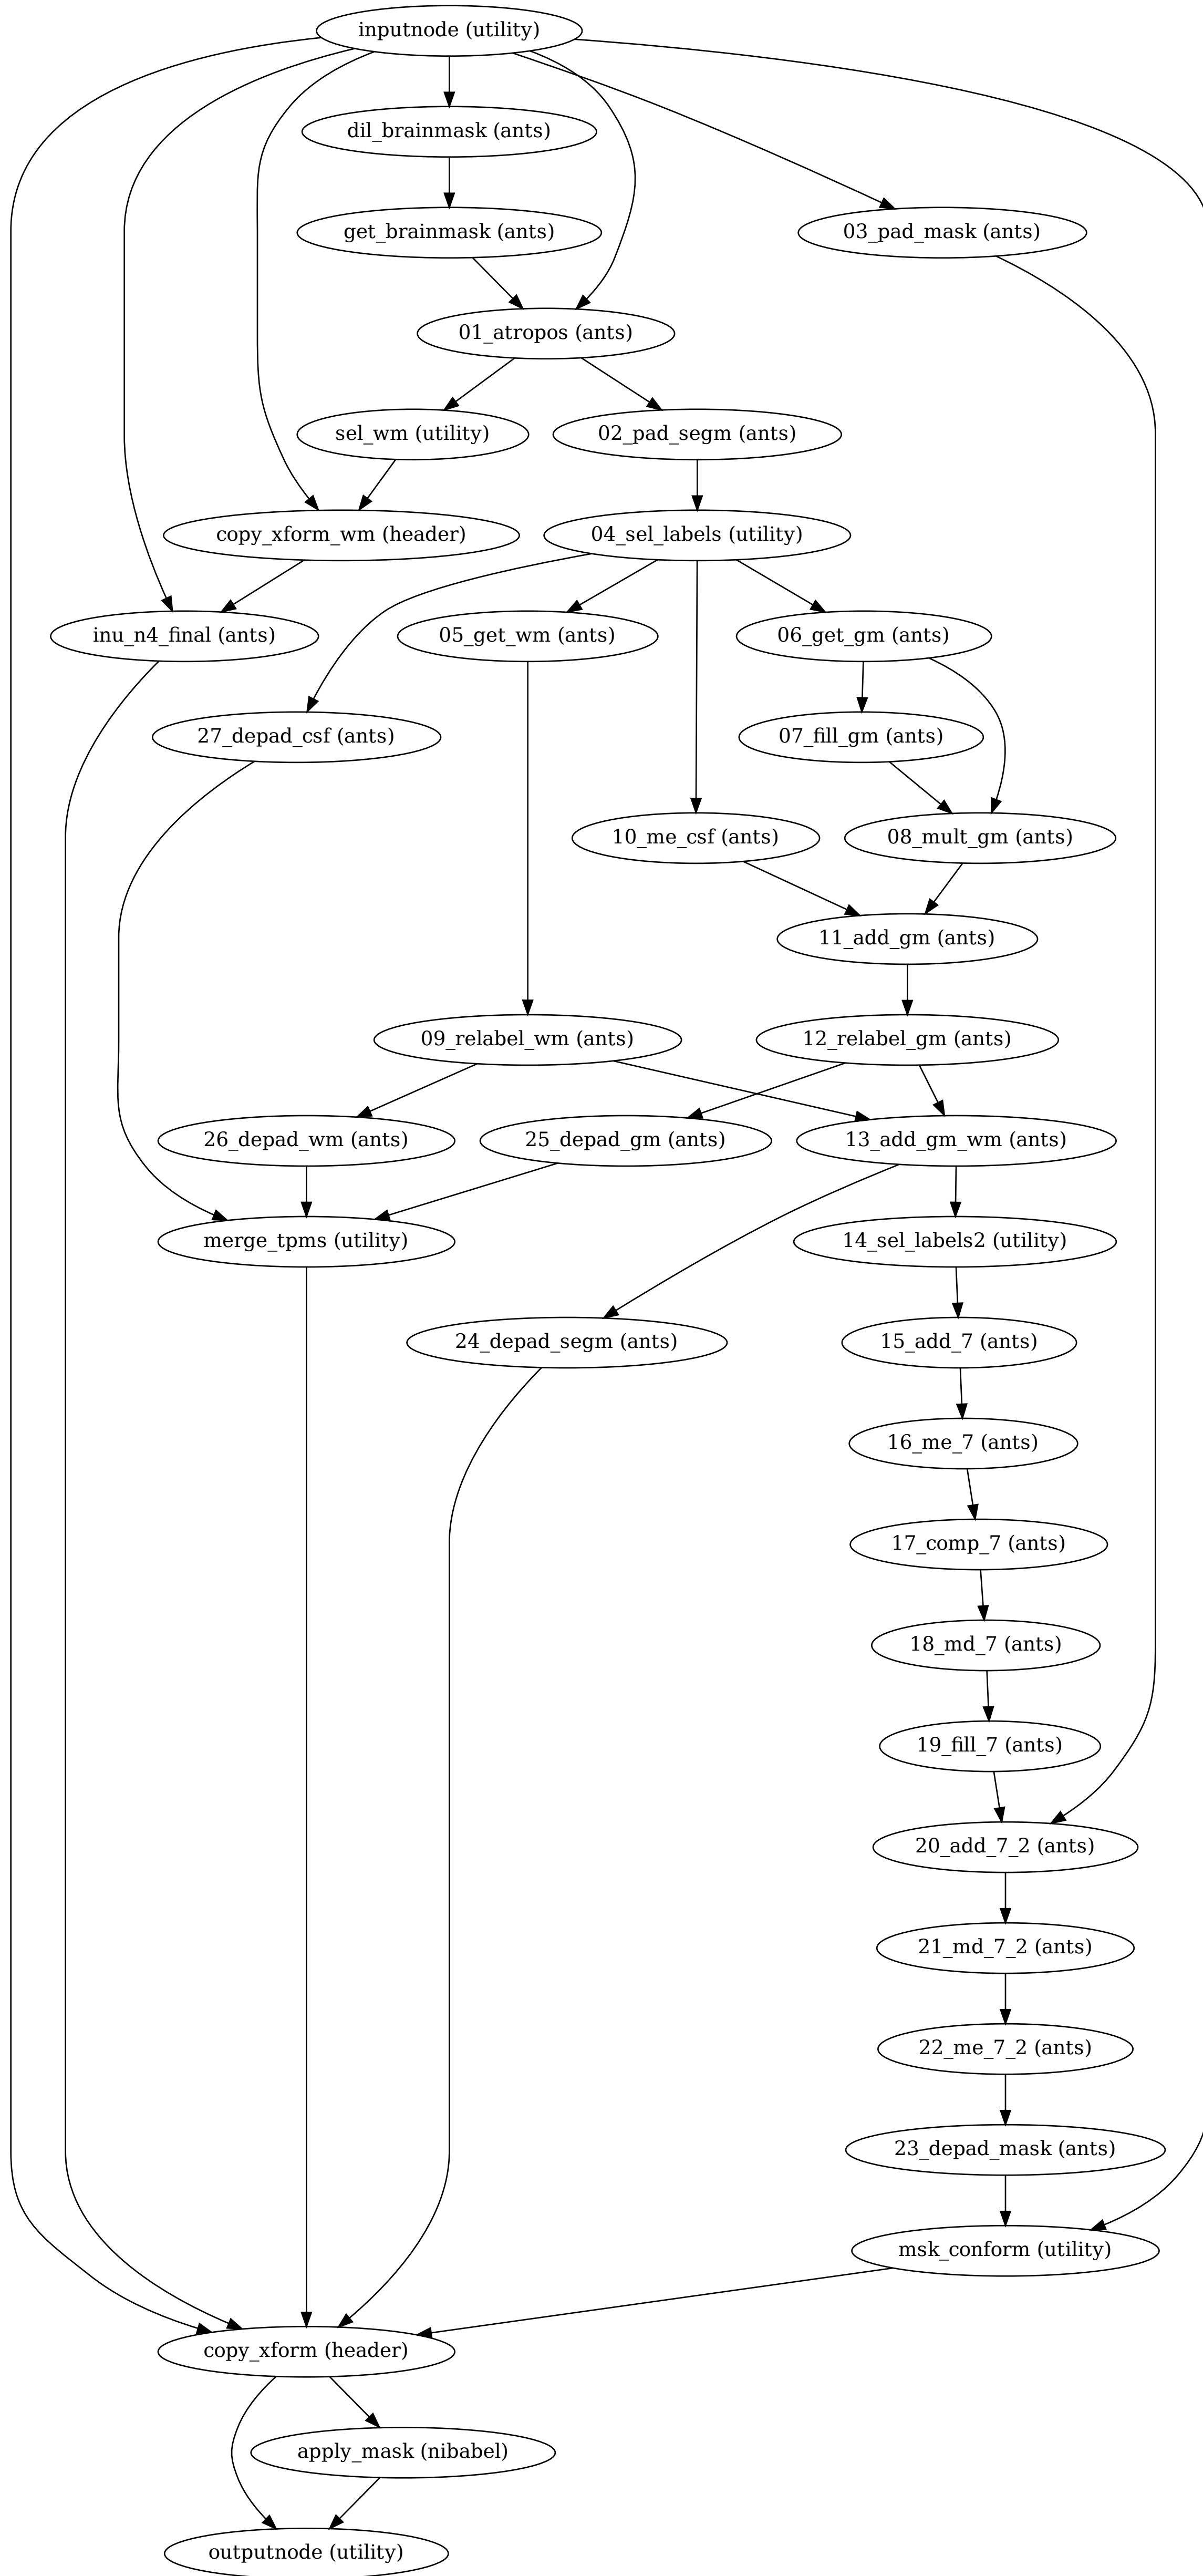 inputnode (utility)
dil_brainmask (ants)
get_brainmask (ants)
03_pad_mask (ants)
01_atropos (ants)
sel_wm (utility)
02_pad_segm (ants)
copy_xform_wm (header)
04_sel_labels (utility)
inu_n4_final (ants)
05_get_wm (ants)
06_get_gm (ants)
27_depad_csf (ants)
07_fill_gm (ants)
10_me_csf (ants)
08_mult_gm (ants)
11_add_gm (ants)
09_relabel_wm (ants)
12_relabel_gm (ants)
26_depad_wm (ants)
25_depad_gm (ants)
13_add_gm_wm (ants)
merge_tpms (utility)
14_sel_labels2 (utility)
24_depad_segm (ants)
15_add_7 (ants)
16_me_7 (ants)
17_comp_7 (ants)
18_md_7 (ants)
19_fill_7 (ants)
20_add_7_2 (ants)
21_md_7_2 (ants)
22_me_7_2 (ants)
23_depad_mask (ants)
msk_conform (utility)
copy_xform (header)
apply_mask (nibabel)
outputnode (utility)